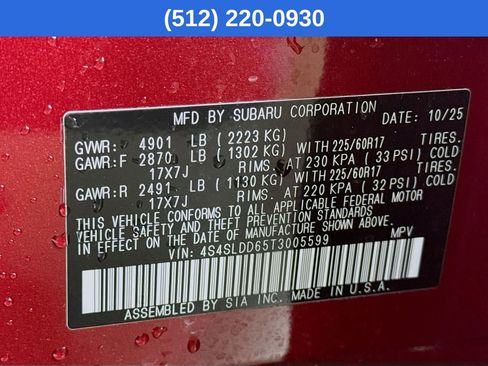 (512) 220-0930
MFD BY SUBARU CORPORATION DATE: 10/25
GVWR: 4901 LB (2223 KG)
GAWR:F 2870 LB (1302 KG) WITH 225/60R17 TIRES.
17X7J RIMS. AT 230 KPA (33 PSI) COLD
GAWR:R 2491 LB (1130 KG) WITH 225/60R17 TIRES.
17X7J RIMS. AT 220 KPA (32 PSI) COLD
THIS VEHICLE CONFORMS TO ALL APPLICABLE FEDERAL MOTOR
VEHICLE SAFETY AND THEFT PREVENTION STANDARDS
IN EFFECT ON THE DATE OF MANUFACTURE SHOWN ABOVE.
VIN: 4S4SLDD65T3005599 MPV
ASSEMBLED BY SIA INC. MADE IN U.S.A.